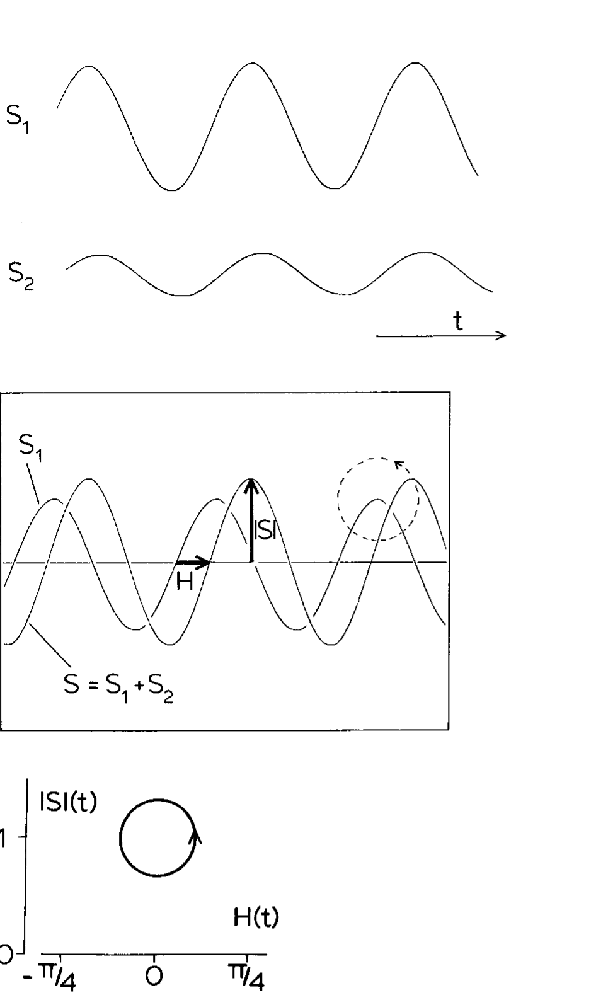 S₁
S₂
t
S₁
|S|
H
S = S₁ + S₂
|S|(t)
1
H(t)
0
-π/4 0 π/4